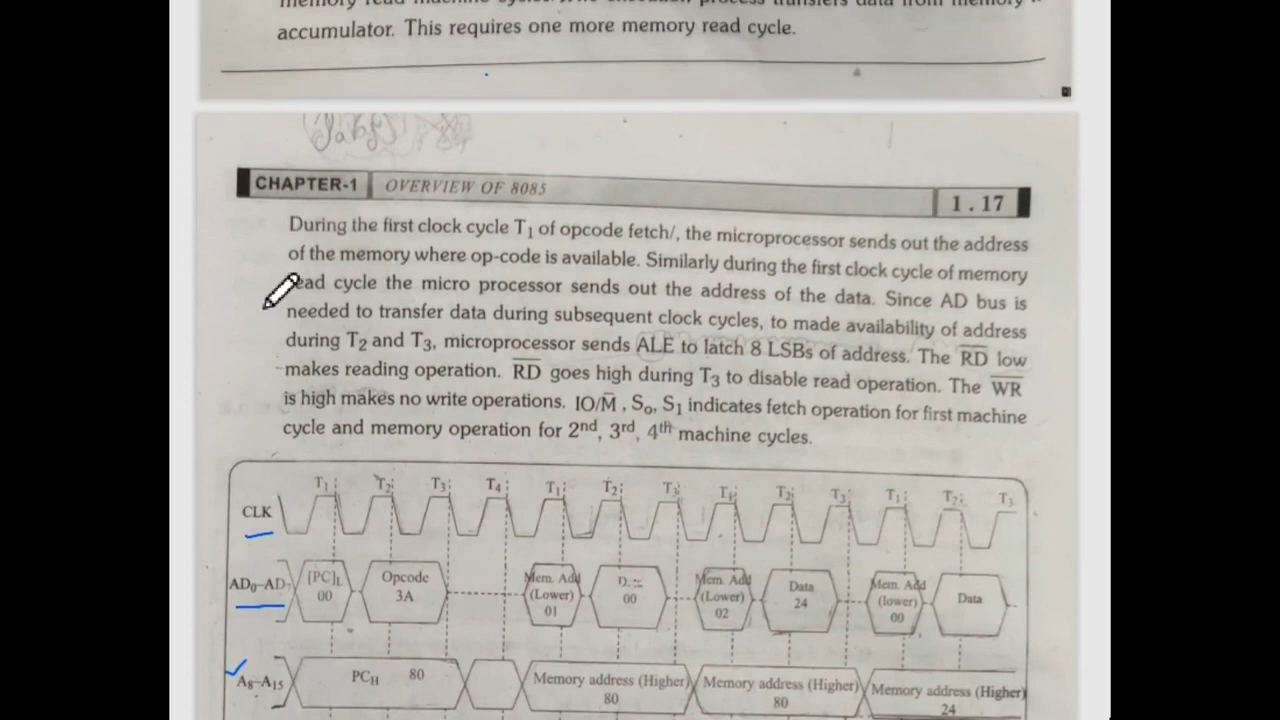 accumulator. This requires one more memory read cycle.
CHAPTER-1 OVERVIEW OF 8085 1.17
During the first clock cycle T1 of opcode fetch/, the microprocessor sends out the address
of the memory where op-code is available. Similarly during the first clock cycle of memory
ead cycle the micro processor sends out the address of the data. Since AD bus is
needed to transfer data during subsequent clock cycles, to made availability of address
during T2 and T3, microprocessor sends ALE to latch 8 LSBs of address. The R̅D̅ low
makes reading operation. R̅D̅ goes high during T3 to disable read operation. The W̅R̅
is high makes no write operations. IO/M̅, So, S1 indicates fetch operation for first machine
cycle and memory operation for 2nd, 3rd, 4th machine cycles.
T1 T2 T3 T4 T1 T2 T3 T1 T2 T3 T1 T2 T3
CLK
AD0–AD7 [PC]L Opcode Mem. Add Mem. Add Data Mem. Add Data
00 3A (Lower) 00 (Lower) 24 (lower)
01 02 00
A8–A15 PCH 80 Memory address (Higher) Memory address (Higher) Memory address (Higher)
80 80 24